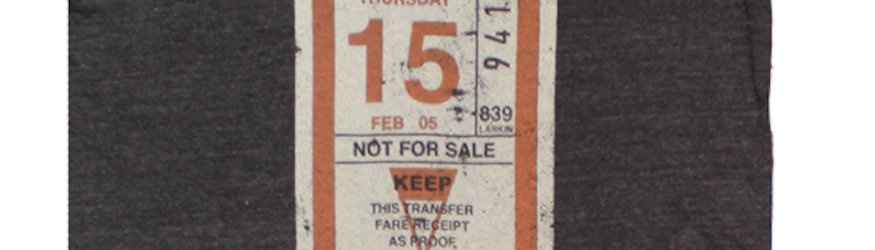 THURSDAY
15
941
FEB 05
839
LARKIN
NOT FOR SALE
KEEP
THIS TRANSFER
FARE RECEIPT
AS PROOF